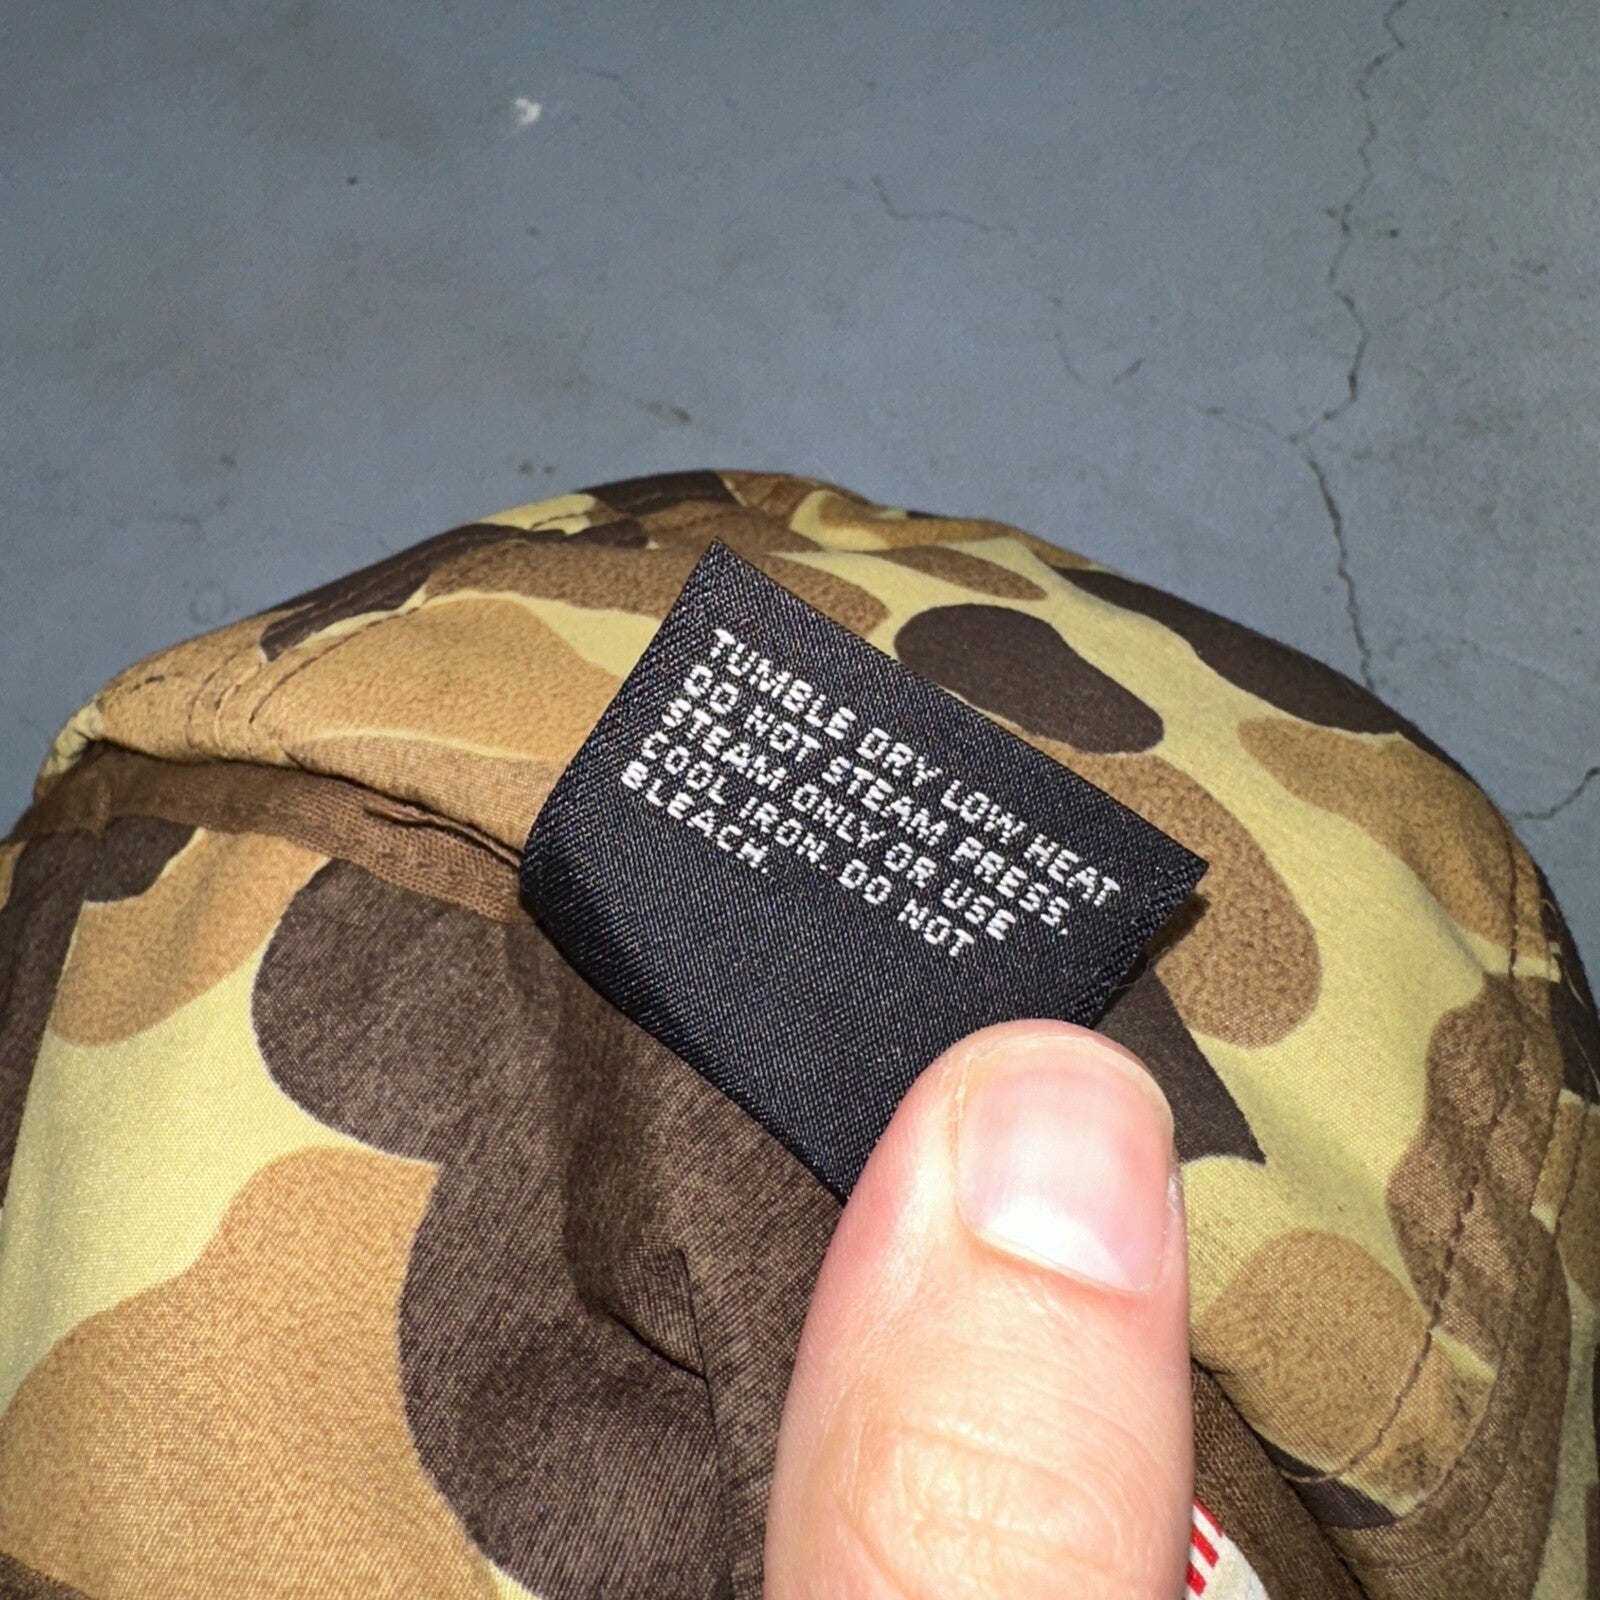 TUMBLE DRY LOW HEAT
DO NOT STEAM PRESS,
STEAM ONLY OR USE
COOL IRON. DO NOT
BLEACH.